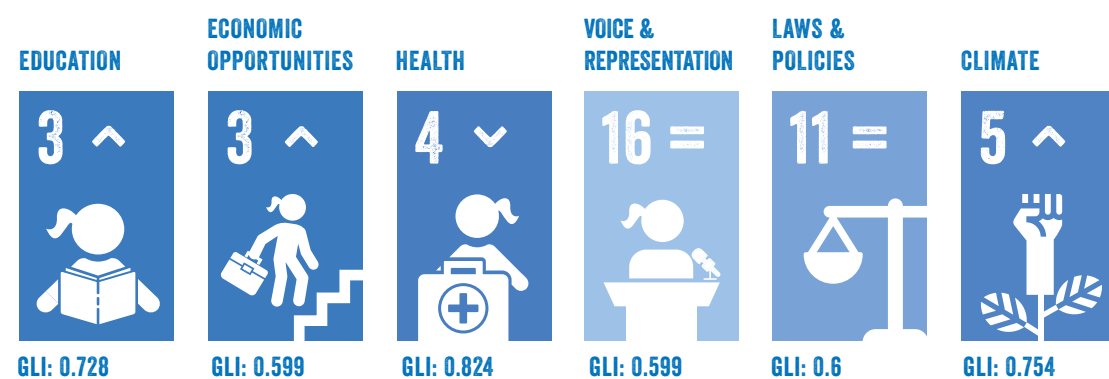 EDUCATION
ECONOMIC
OPPORTUNITIES
HEALTH
VOICE &
REPRESENTATION
LAWS &
POLICIES
CLIMATE
3
3
4
16 =
11 =
5
GLI: 0.728
GLI: 0.599
GLI: 0.824
GLI: 0.599
GLI: 0.6
GLI: 0.754